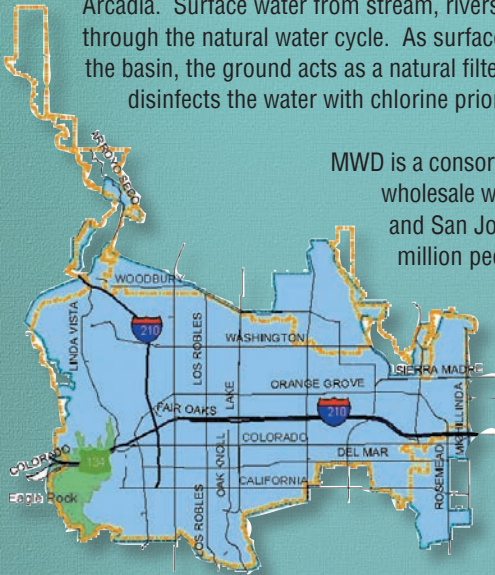 Arcadia. Surface water from stream, rivers
through the natural water cycle. As surfac
the basin, the ground acts as a natural filte
disinfects the water with chlorine prior
MWD is a consor
wholesale w
and San Jo
million peo
ARROYO SECO
WOODBURY
LINDA VISTA
210
LOS ROBLES
WASHINGTON
SIERRA MADRE
LAKE
ORANGE GROVE
MICHILLINDA
FAIR OAKS
210
COLORADO
COLORADO
134
OAK KNOLL
DEL MAR
ROSEMEAD
CALIFORNIA
Eagle Rock
LOS ROBLES